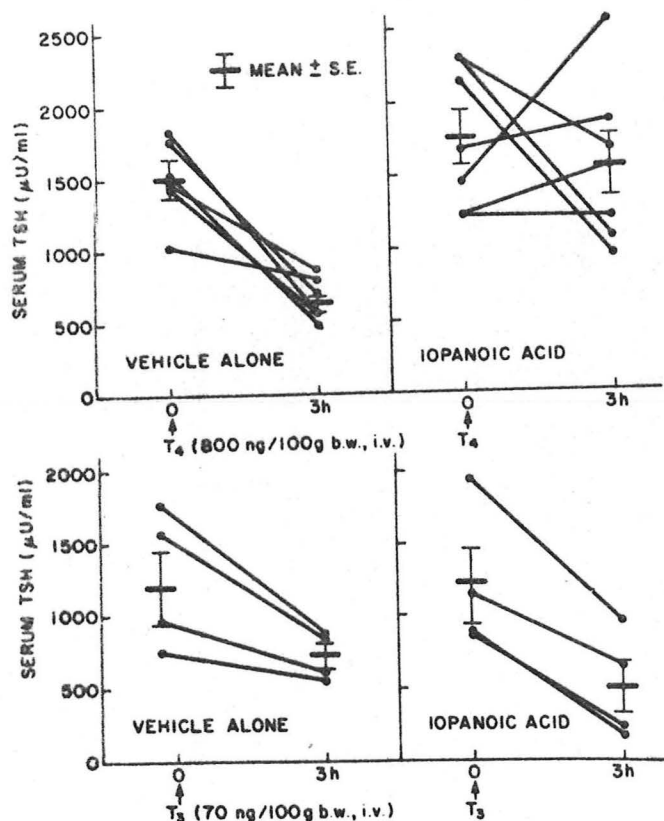 2500
2000
1500
1000
500
0
SERUM TSH (μU/ml)
MEAN ± S.E.
VEHICLE ALONE
IOPANOIC ACID
0 3h
0 3h
T4 (800 ng/100g b.w., i.v.)
T4
2000
1500
1000
500
0
SERUM TSH (μU/ml)
VEHICLE ALONE
IOPANOIC ACID
0 3h
0 3h
T3 (70 ng/100g b.w., i.v.)
T3